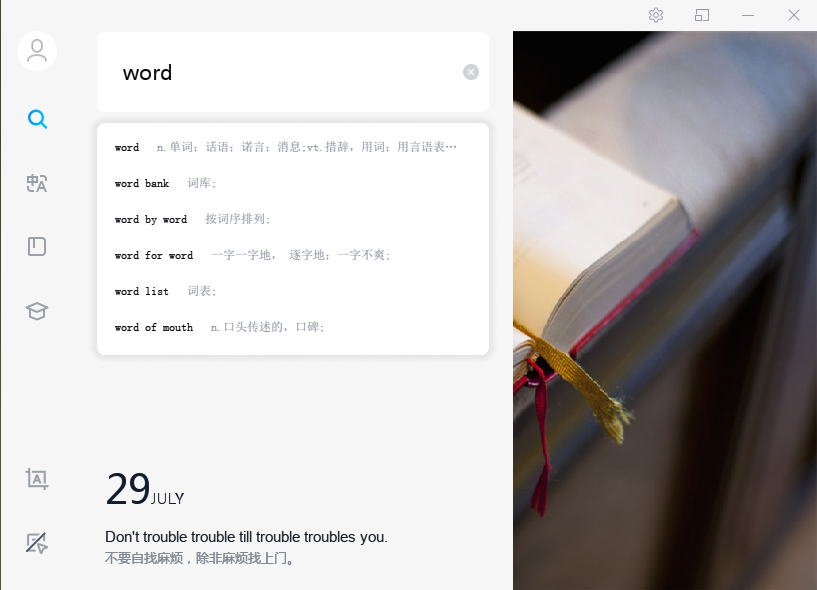 word
word n.单词；话语；诺言；消息;vt.措辞，用词；用言语表…
word bank 词库;
word by word 按词序排列;
word for word 一字一字地， 逐字地；一字不爽;
word list 词表;
word of mouth n.口头传述的，口碑;
29 JULY
Don't trouble trouble till trouble troubles you.
不要自找麻烦，除非麻烦找上门。